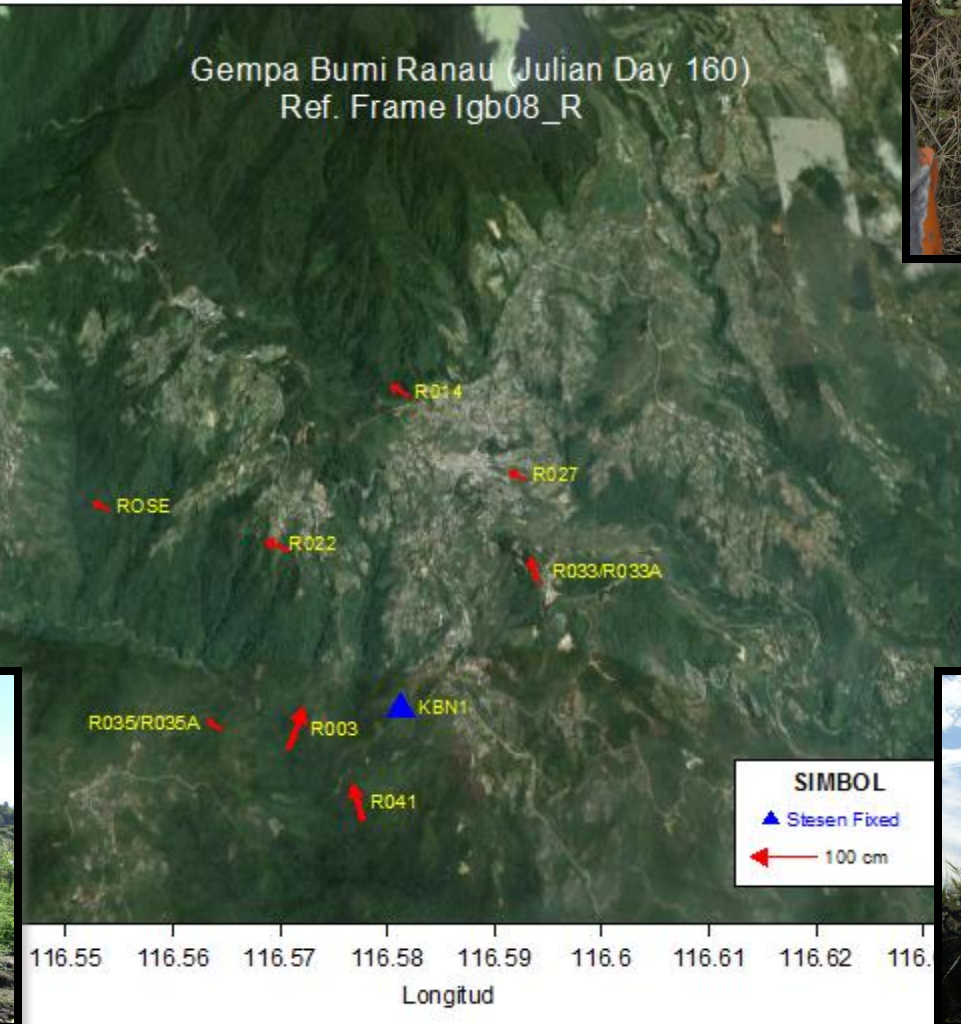 Gempa Bumi Ranau (Julian Day 160)
Ref. Frame Igb08_R
R014
R027
ROSE
R022
R033/R033A
KBN1
R035/R035A
R003
R041
SIMBOL
Stesen Fixed
100 cm
116.55 116.56 116.57 116.58 116.59 116.6 116.61 116.62 116.
Longitud